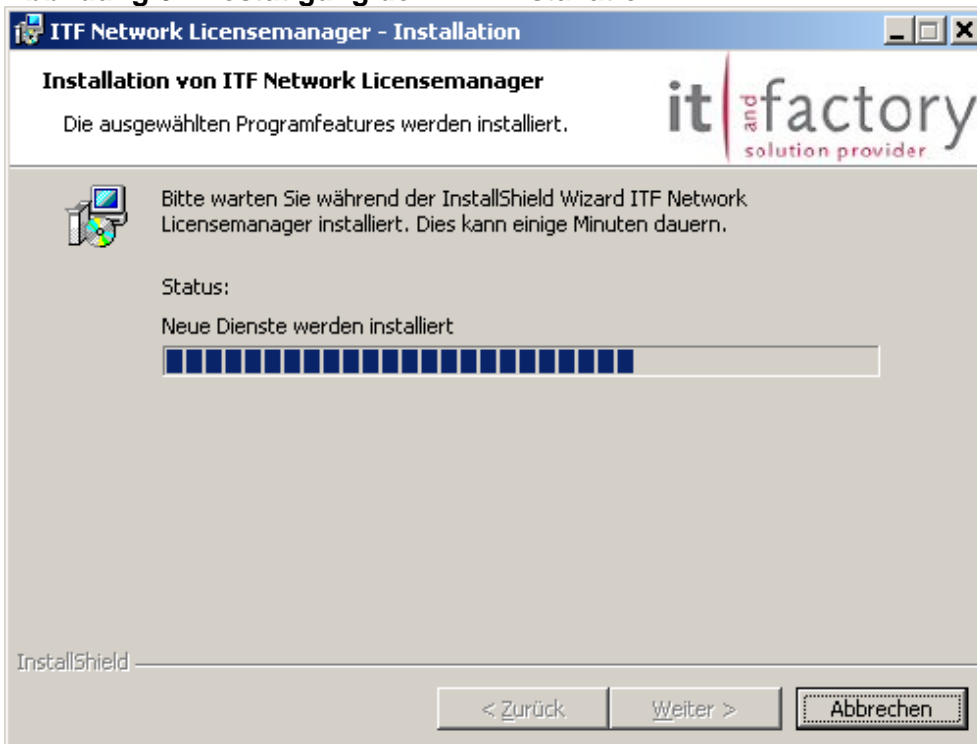 ITF Network Licensemanager - Installation
Installation von ITF Network Licensemanager
Die ausgewählten Programfeatures werden installiert.
it and factory
solution provider
Bitte warten Sie während der InstallShield Wizard ITF Network
Licensemanager installiert. Dies kann einige Minuten dauern.
Status:
Neue Dienste werden installiert
InstallShield
< Zurück
Weiter >
Abbrechen